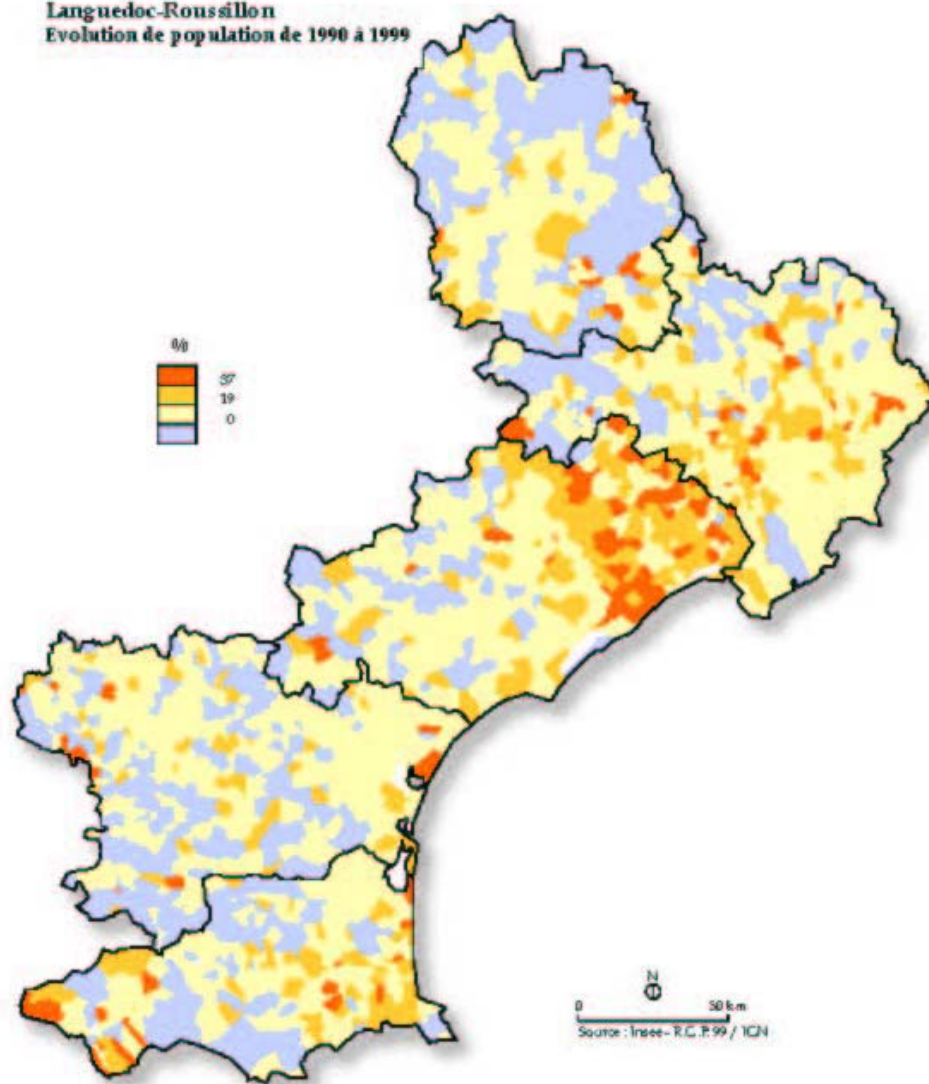 Languedoc-Roussillon
Evolution de population de 1990 à 1999
%
37
19
0
N
0 50 km
Source : Insee - R.G.P.99 / IGN